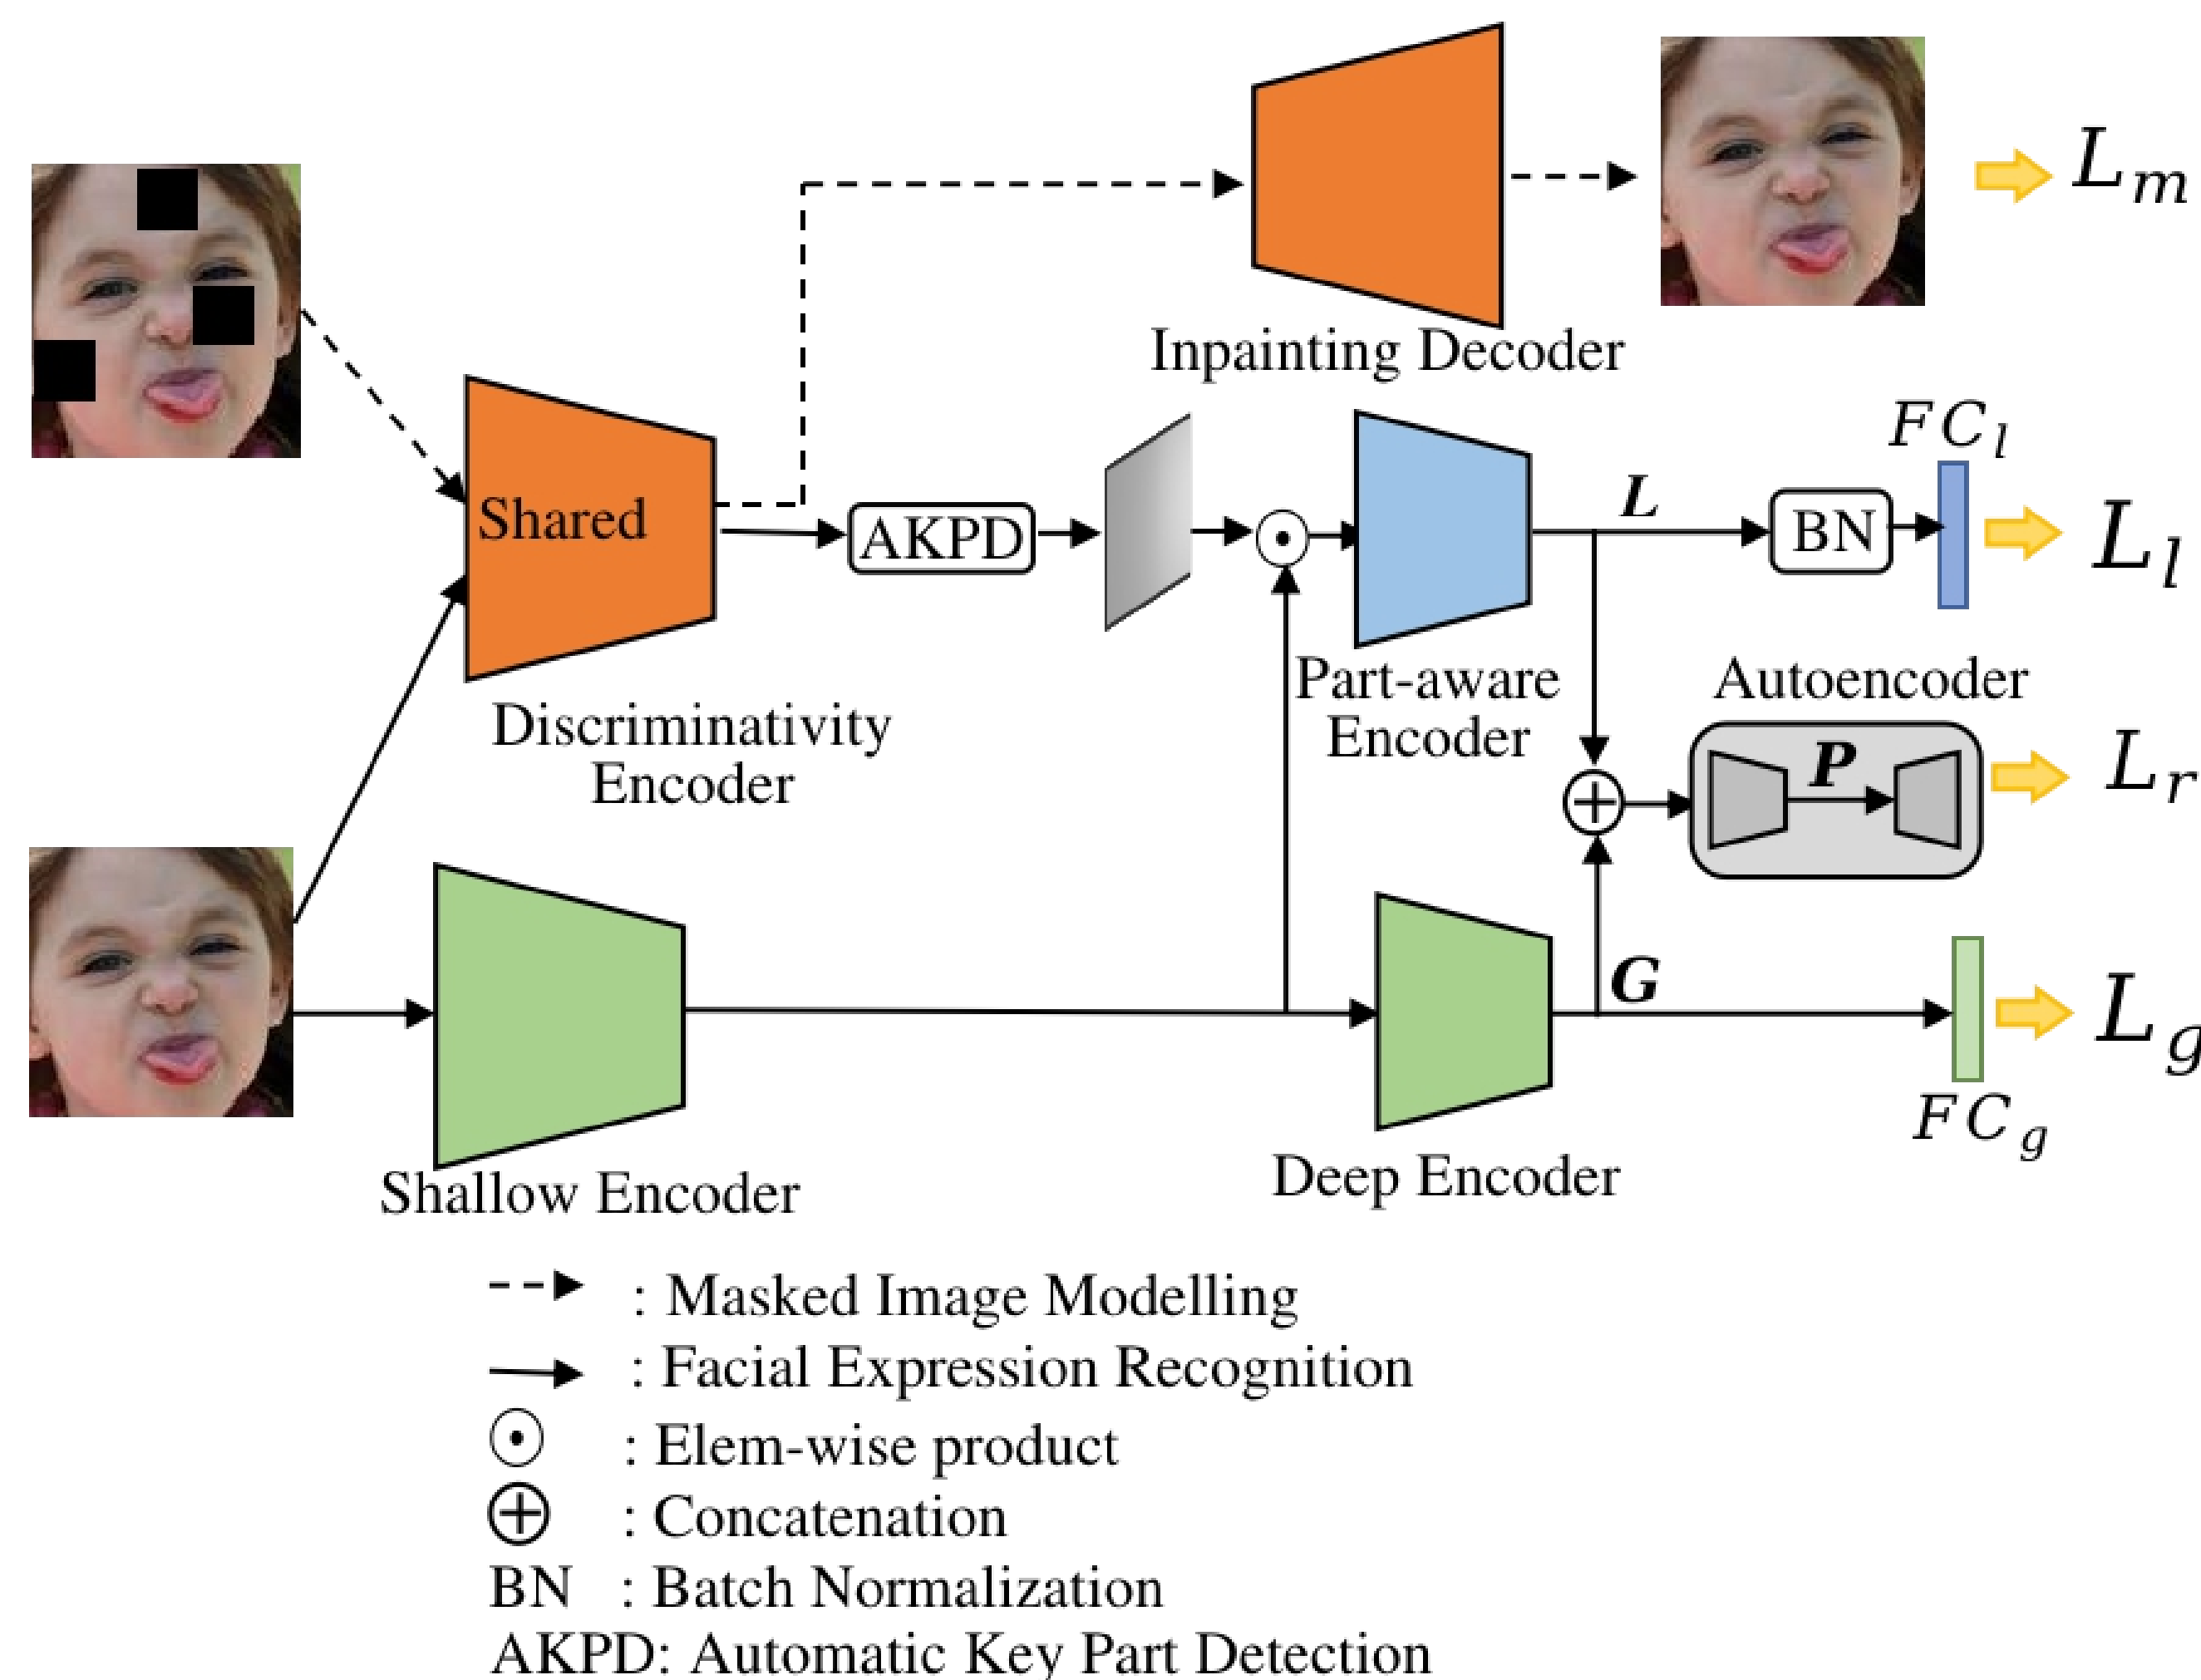 L_m
Inpainting Decoder
Shared
AKPD
L
BN
FC_l
L_l
Discriminativity
Encoder
Part-aware
Encoder
Autoencoder
P
L_r
G
L_g
FC_g
Shallow Encoder
Deep Encoder
: Masked Image Modelling
: Facial Expression Recognition
: Elem-wise product
: Concatenation
BN : Batch Normalization
AKPD: Automatic Key Part Detection